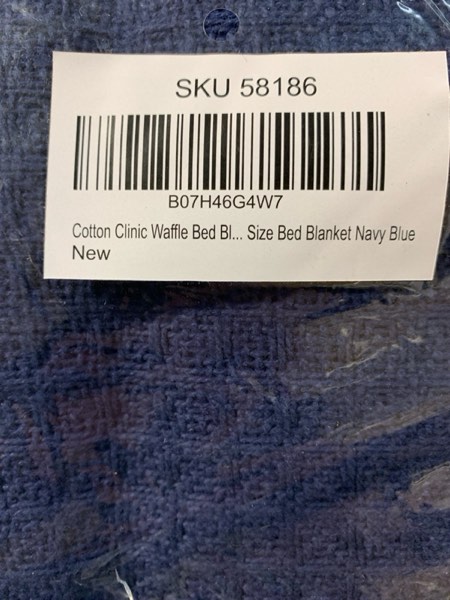 SKU 58186
B07H46G4W7
Cotton Clinic Waffle Bed Bl... Size Bed Blanket Navy Blue
New